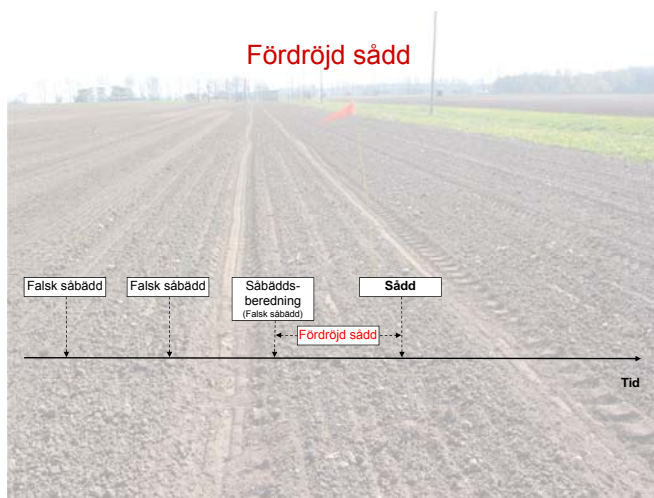 Fördröjd sådd
Falsk såbädd
Falsk såbädd
Såbädds-
beredning
(Falsk såbädd)
Sådd
Fördröjd sådd
Tid